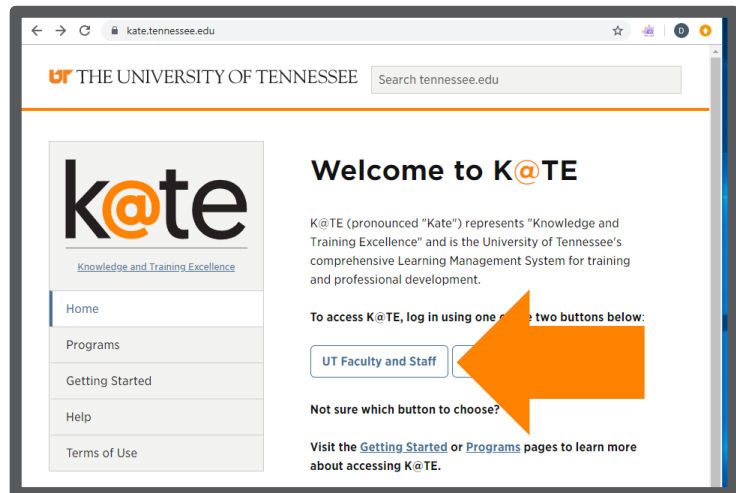 kate.tennessee.edu
D
UT THE UNIVERSITY OF TENNESSEE
Search tennessee.edu
k@te
Knowledge and Training Excellence
Home
Programs
Getting Started
Help
Terms of Use
Welcome to K@TE
K@TE (pronounced "Kate") represents "Knowledge and
Training Excellence" and is the University of Tennessee's
comprehensive Learning Management System for training
and professional development.
To access K@TE, log in using one two buttons below:
UT Faculty and Staff
Not sure which button to choose?
Visit the Getting Started or Programs pages to learn more
about accessing K@TE.